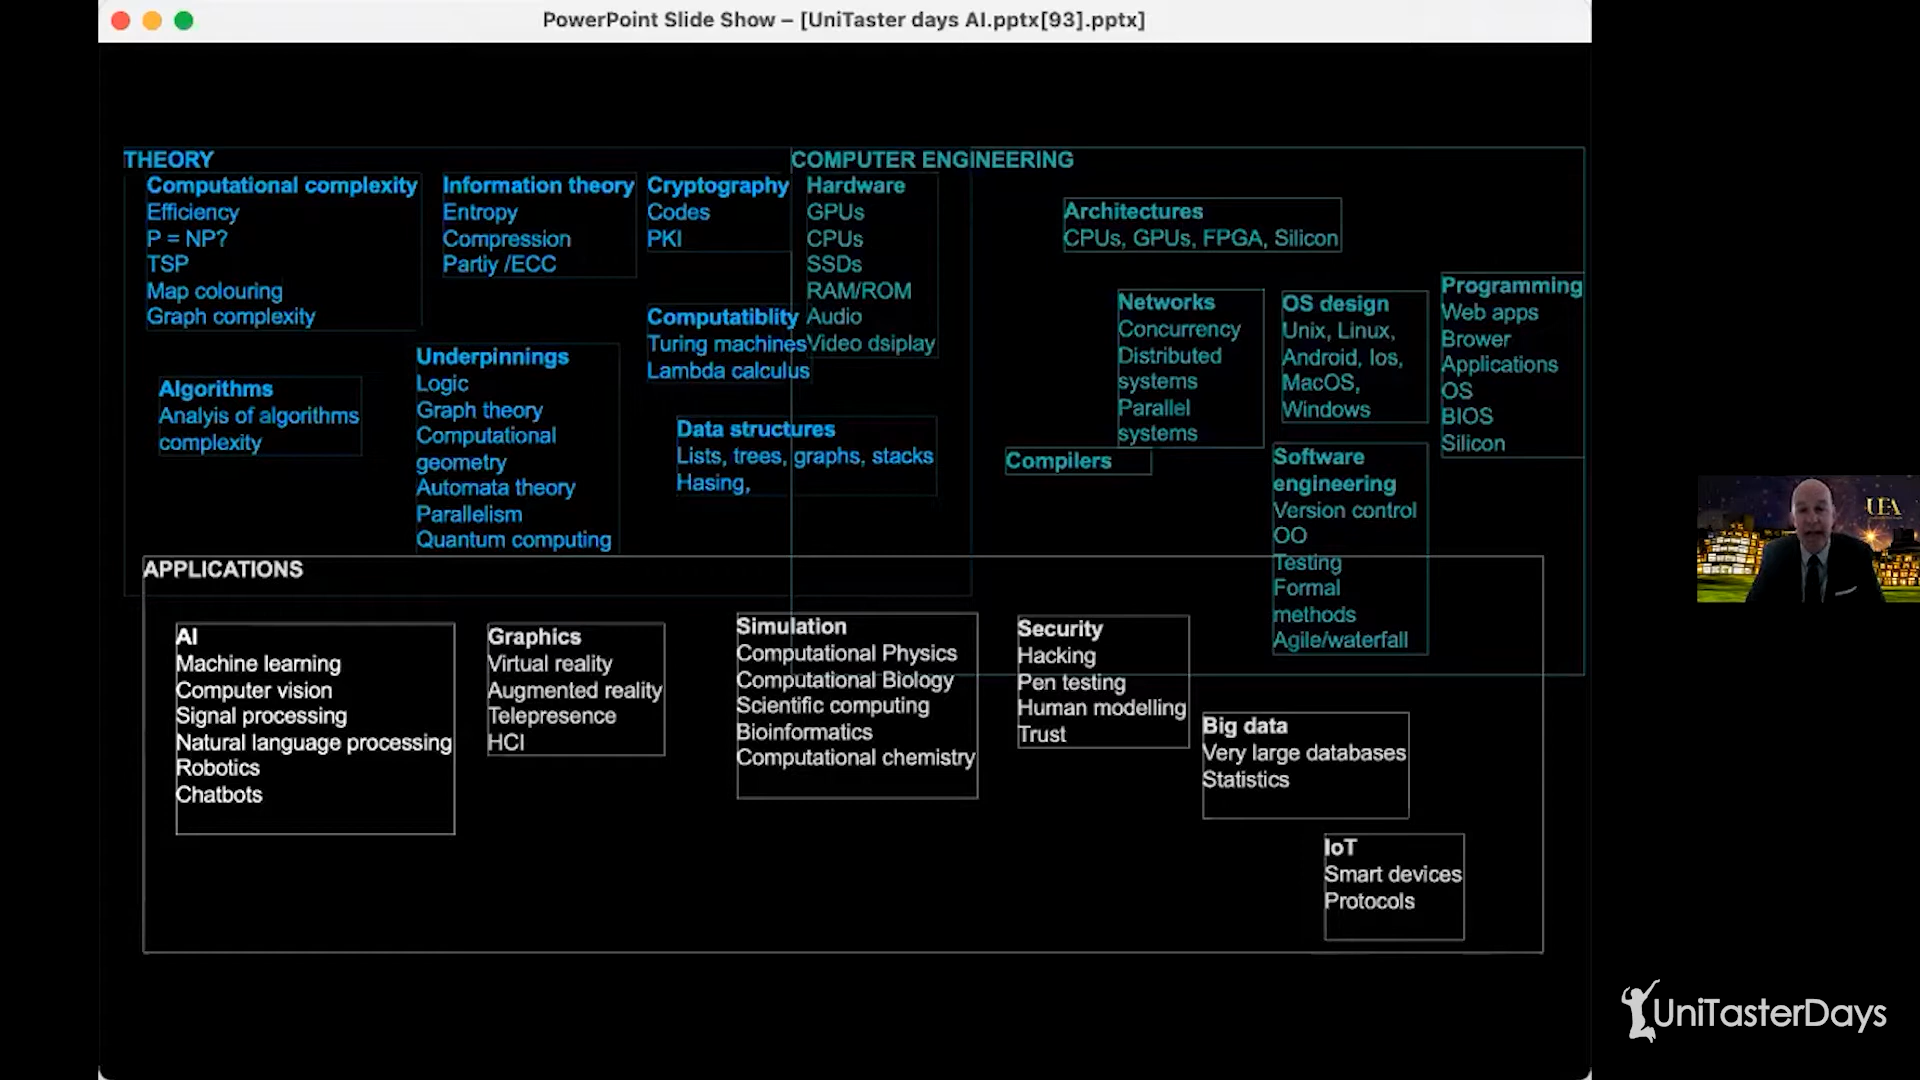 PowerPoint Slide Show – [UniTaster days AI.pptx[93].pptx]
THEORY
Computational complexity
Efficiency
P = NP?
TSP
Map colouring
Graph complexity
Information theory
Entropy
Compression
Partiy /ECC
Cryptography
Codes
PKI
Computatiblity
Turing machines
Lambda calculus
Algorithms
Analyis of algorithms
complexity
Underpinnings
Logic
Graph theory
Computational
geometry
Automata theory
Parallelism
Quantum computing
Data structures
Lists, trees, graphs, stacks
Hasing,
COMPUTER ENGINEERING
Hardware
GPUs
CPUs
SSDs
RAM/ROM
Audio
Video dsiplay
Architectures
CPUs, GPUs, FPGA, Silicon
Networks
Concurrency
Distributed
systems
Parallel
systems
OS design
Unix, Linux,
Android, Ios,
MacOS,
Windows
Programming
Web apps
Brower
Applications
OS
BIOS
Silicon
Compilers
Software
engineering
Version control
OO
Testing
Formal
methods
Agile/waterfall
APPLICATIONS
AI
Machine learning
Computer vision
Signal processing
Natural language processing
Robotics
Chatbots
Graphics
Virtual reality
Augmented reality
Telepresence
HCI
Simulation
Computational Physics
Computational Biology
Scientific computing
Bioinformatics
Computational chemistry
Security
Hacking
Pen testing
Human modelling
Trust
Big data
Very large databases
Statistics
IoT
Smart devices
Protocols
UEA
UniTasterDays